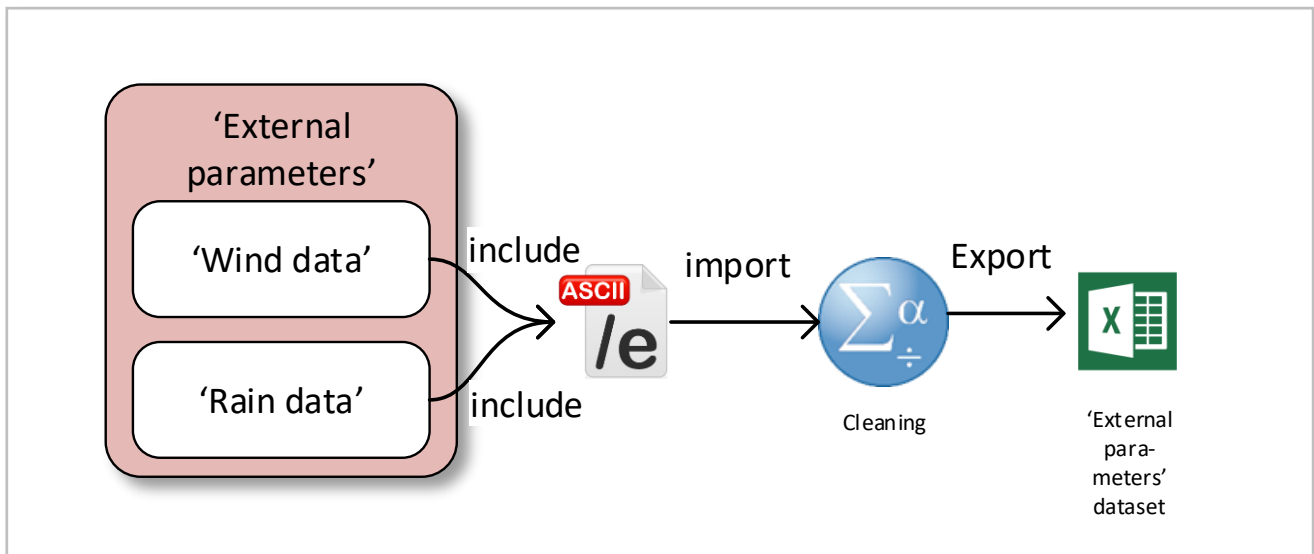 ‘External
parameters’
‘Wind data’
‘Rain data’
include
include
ASCII
/e
import
Σ α
÷
Cleaning
Export
X
‘External
para-
meters’
dataset